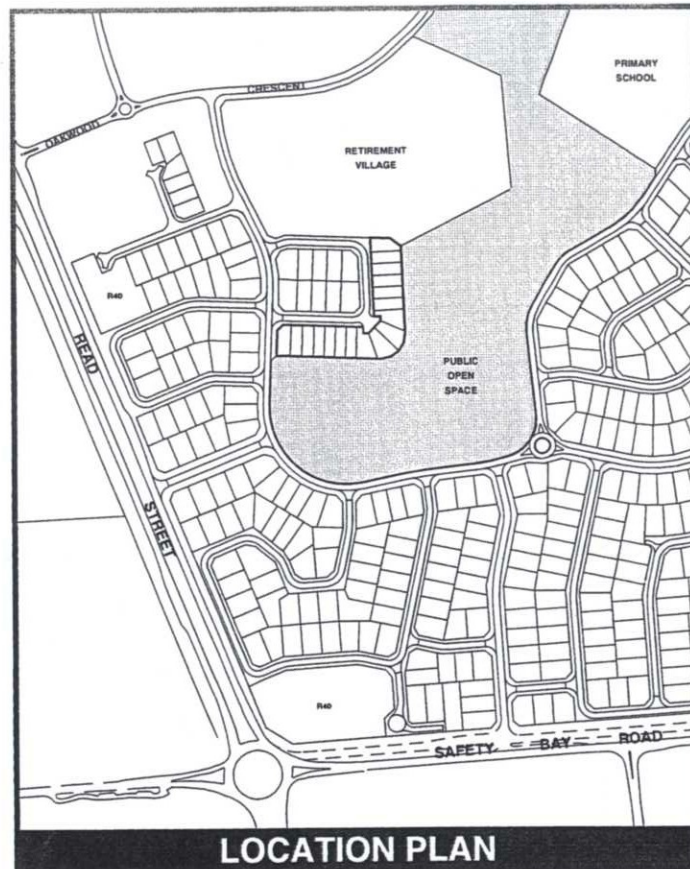 PRIMARY
SCHOOL
OAKWOOD CRESCENT
RETIREMENT
VILLAGE
R40
READ STREET
PUBLIC
OPEN
SPACE
R40
SAFETY BAY ROAD
LOCATION PLAN